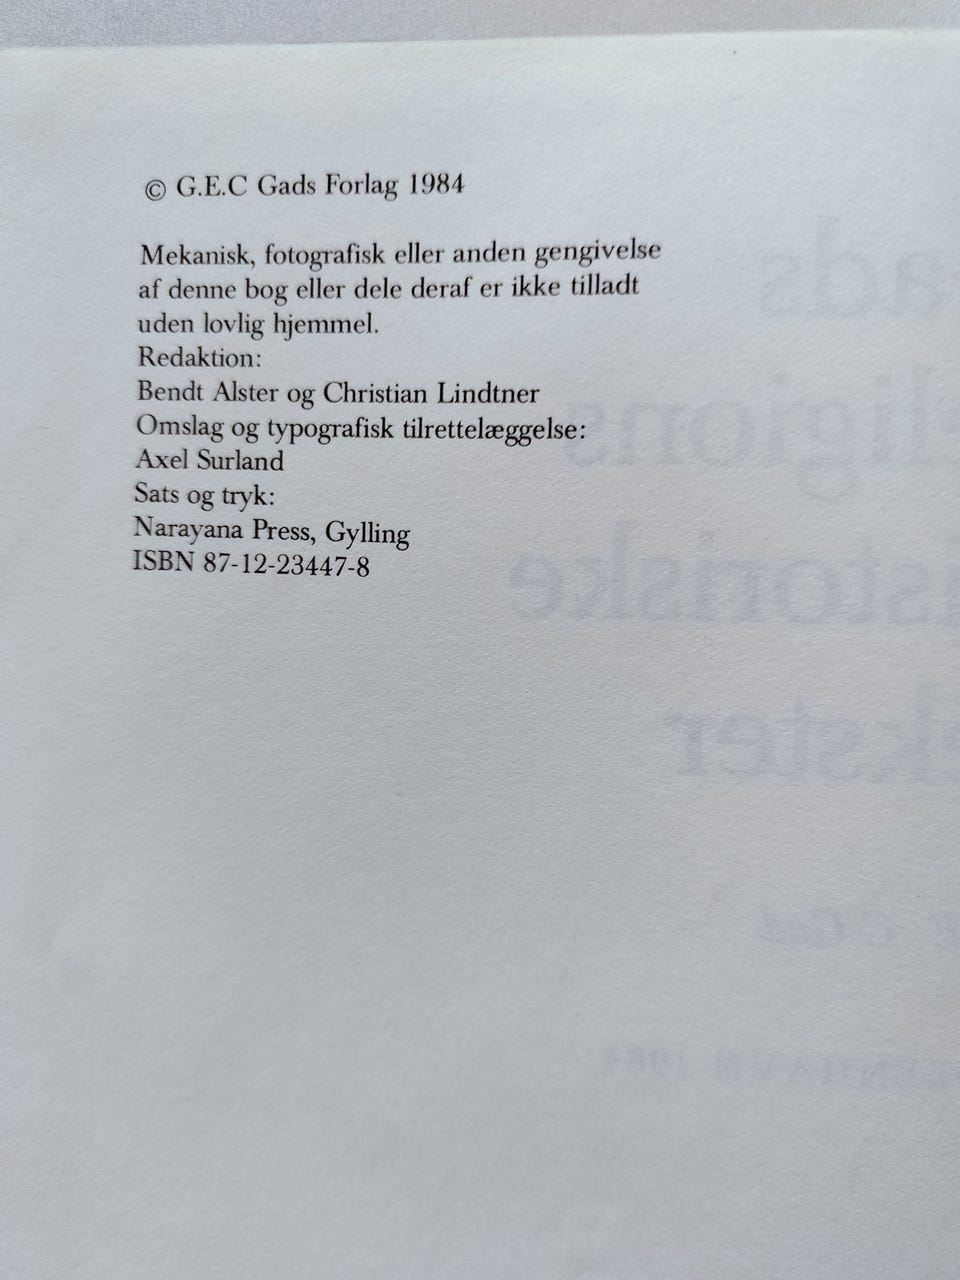 © G.E.C Gads Forlag 1984
Mekanisk, fotografisk eller anden gengivelse
af denne bog eller dele deraf er ikke tilladt
uden lovlig hjemmel.
Redaktion:
Bendt Alster og Christian Lindtner
Omslag og typografisk tilrettelæggelse:
Axel Surland
Sats og tryk:
Narayana Press, Gylling
ISBN 87-12-23447-8